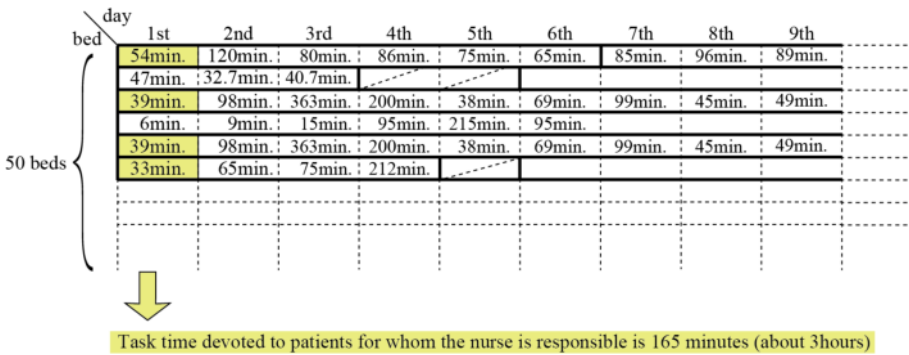 day
bed 1st 2nd 3rd 4th 5th 6th 7th 8th 9th
54min. 120min. 80min. 86min. 75min. 65min. 85min. 96min. 89min.
47min. 32.7min. 40.7min.
39min. 98min. 363min. 200min. 38min. 69min. 99min. 45min. 49min.
6min. 9min. 15min. 95min. 215min. 95min.
39min. 98min. 363min. 200min. 38min. 69min. 99min. 45min. 49min.
33min. 65min. 75min. 212min.
50 beds
Task time devoted to patients for whom the nurse is responsible is 165 minutes (about 3hours)